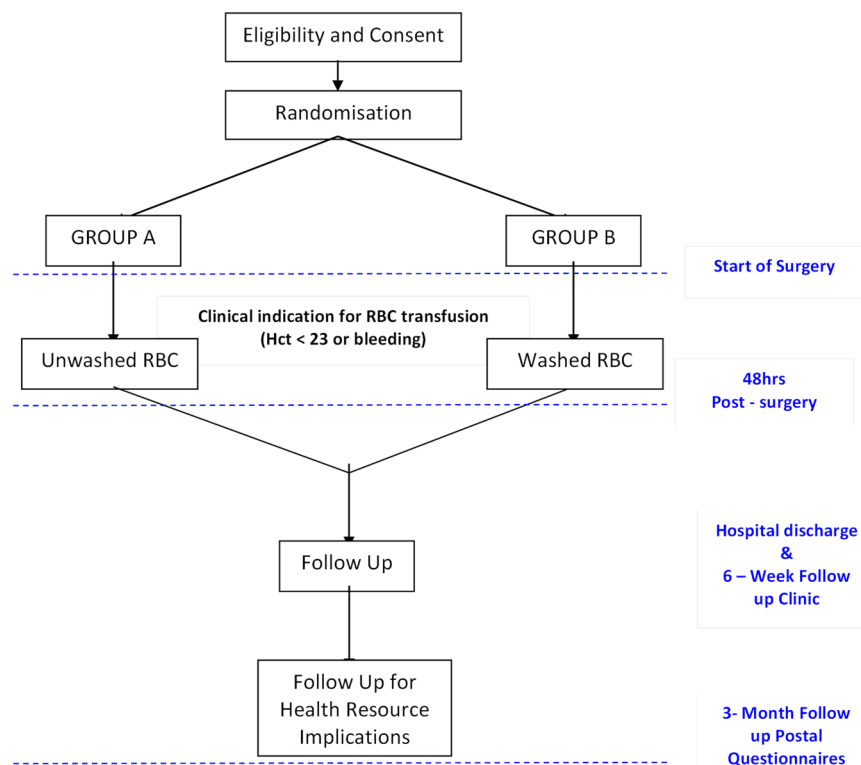 Eligibility and Consent
Randomisation
GROUP A
GROUP B
Start of Surgery
Clinical indication for RBC transfusion
(Hct < 23 or bleeding)
Unwashed RBC
Washed RBC
48hrs
Post - surgery
Hospital discharge
&
6 – Week Follow
up Clinic
Follow Up
Follow Up for
Health Resource
Implications
3- Month Follow
up Postal
Questionnaires